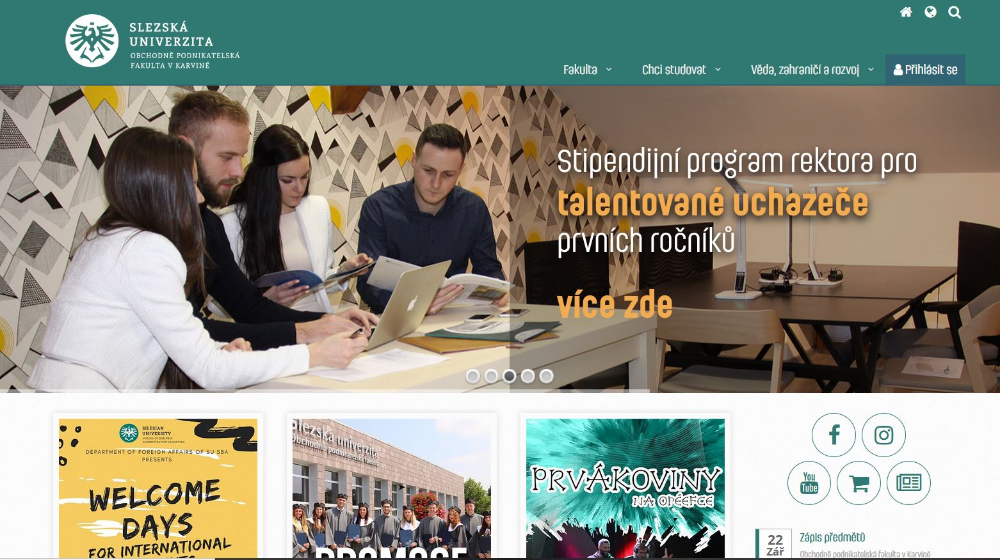 SLEZSKÁ
UNIVERZITA
OBCHODNĚ PODNIKATELSKÁ
FAKULTA V KARVINÉ
Fakulta
Chci studovat
Věda, zahraničí a rozvoj
Přihlásit se
Stipendijní program rektora pro
talentované uchazeče
prvních ročníků
více zde
SILESIAN
UNIVERSITY
SCHOOL OF BUSINESS
ADMINISTRATION IN KARVINA
DEPARTMENT OF FOREIGN AFFAIRS OF SU SBA
PRESENTS
WELCOME
DAYS
FOR INTERNATIONAL
Slezská univerzita
Obchodně podnikatelská fakulta
PROMOCE
PRVÁKOVINY
NA OPÉEFCE
You
Tube
22
Zář
Zápis předmětů
Obchodně podnikatelská fakulta v Karviné